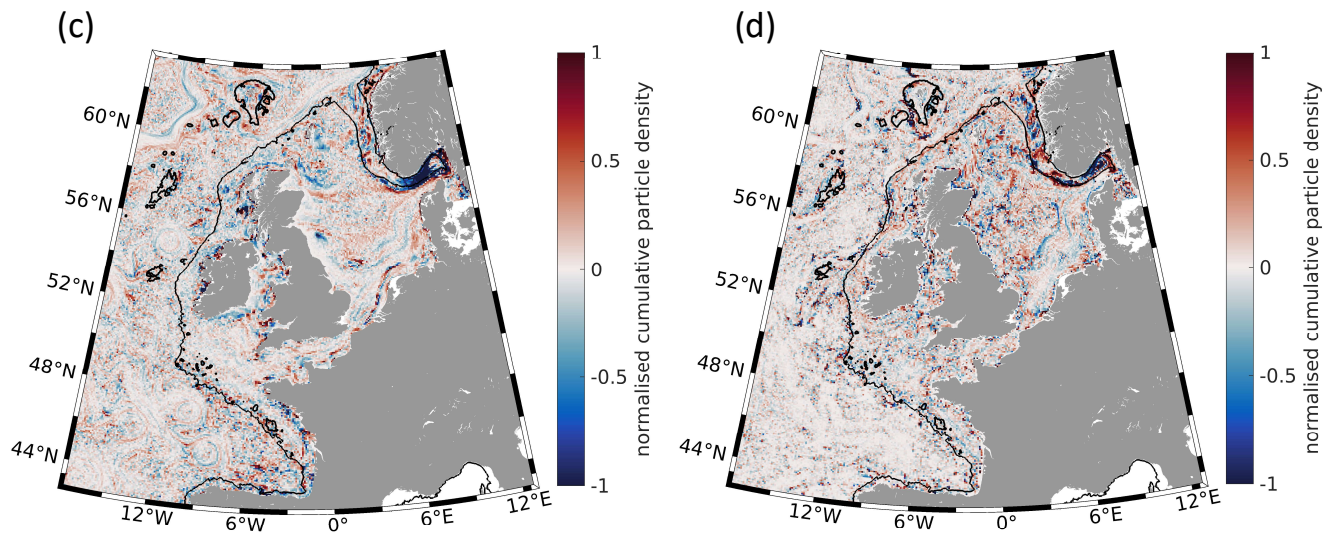 (c)
60°N
56°N
52°N
48°N
44°N
12°W
6°W
0°
6°E
12°E
1
0.5
0
-0.5
-1
normalised cumulative particle density
(d)
60°N
56°N
52°N
48°N
44°N
12°W
6°W
0°
6°E
12°E
1
0.5
0
-0.5
-1
normalised cumulative particle density